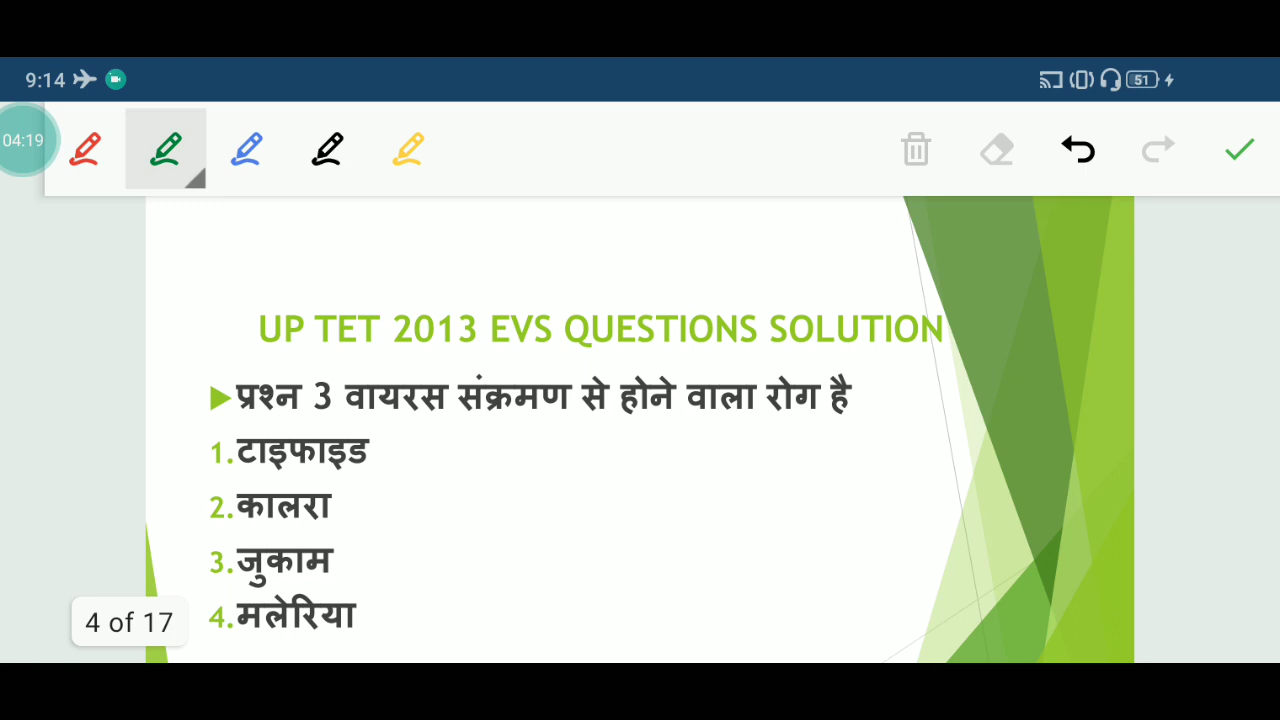 9:14 51
04:19
UP TET 2013 EVS QUESTIONS SOLUTION
प्रश्न 3 वायरस संक्रमण से होने वाला रोग है
1.टाइफाइड
2.कालरा
3.जुकाम
4.मलेरिया
4 of 17